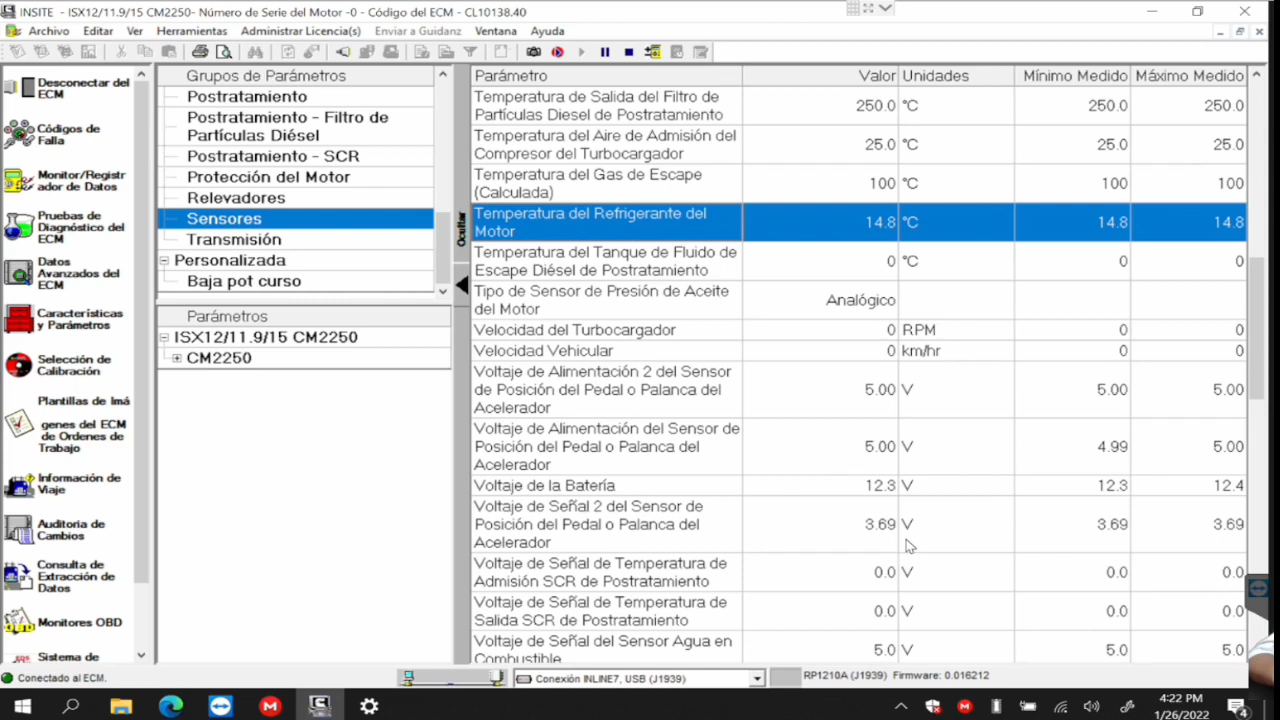 INSITE - ISX12/11.9/15 CM2250- Número de Serie del Motor -0 - Código del ECM - CL10138.40
Archivo Editar Ver Herramientas Administrar Licencia(s) Enviar a Guidanz Ventana Ayuda
Desconectar del
ECM
Códigos de
Falla
Monitor/Registr
ador de Datos
Pruebas de
Diagnóstico del
ECM
Datos
Avanzados del
ECM
Características
y Parámetros
Selección de
Calibración
Plantillas de Imá
genes del ECM
de Ordenes de
Trabajo
Información de
Viaje
Auditoria de
Cambios
Consulta de
Extracción de
Datos
Monitores OBD
Sistema de
Grupos de Parámetros
Postratamiento
Postratamiento - Filtro de
Partículas Diésel
Postratamiento - SCR
Protección del Motor
Relevadores
Sensores
Transmisión
Personalizada
Baja pot curso
Parámetros
ISX12/11.9/15 CM2250
CM2250
Ocultar
Parámetro Valor Unidades Mínimo Medido Máximo Medido
Temperatura de Salida del Filtro de
Partículas Diesel de Postratamiento 250.0 °C 250.0 250.0
Temperatura del Aire de Admisión del
Compresor del Turbocargador 25.0 °C 25.0 25.0
Temperatura del Gas de Escape
(Calculada) 100 °C 100 100
Temperatura del Refrigerante del
Motor 14.8 °C 14.8 14.8
Temperatura del Tanque de Fluido de
Escape Diésel de Postratamiento 0 °C 0 0
Tipo de Sensor de Presión de Aceite
del Motor Analógico
Velocidad del Turbocargador 0 RPM 0 0
Velocidad Vehicular 0 km/hr 0 0
Voltaje de Alimentación 2 del Sensor
de Posición del Pedal o Palanca del
Acelerador 5.00 V 5.00 5.00
Voltaje de Alimentación del Sensor de
Posición del Pedal o Palanca del
Acelerador 5.00 V 4.99 5.00
Voltaje de la Batería 12.3 V 12.3 12.4
Voltaje de Señal 2 del Sensor de
Posición del Pedal o Palanca del
Acelerador 3.69 V 3.69 3.69
Voltaje de Señal de Temperatura de
Admisión SCR de Postratamiento 0.0 V 0.0 0.0
Voltaje de Señal de Temperatura de
Salida SCR de Postratamiento 0.0 V 0.0 0.0
Voltaje de Señal del Sensor Agua en
Combustible 5.0 V 5.0 5.0
Conectado al ECM.
Conexión INLINE7, USB (J1939)
RP1210A (J1939) Firmware: 0.016212
4:22 PM
1/26/2022
4